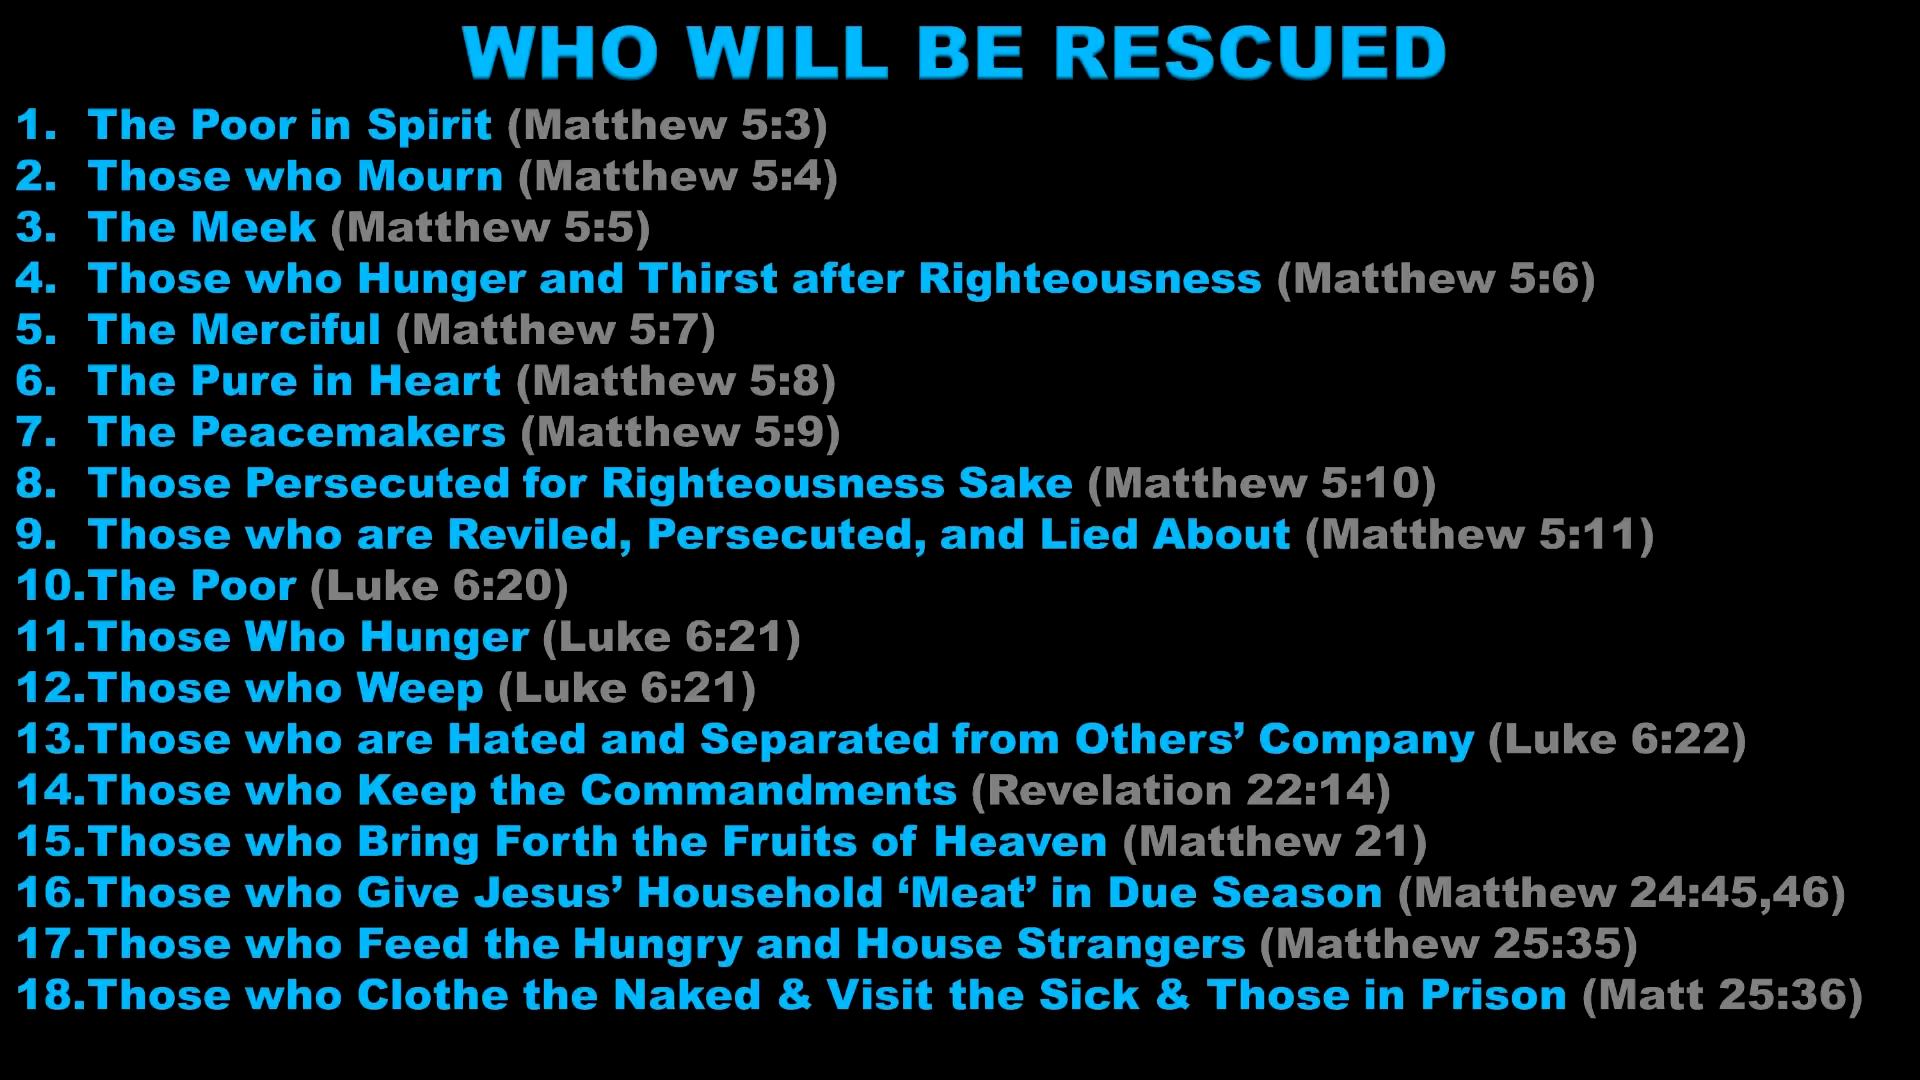 WHO WILL BE RESCUED
1. The Poor in Spirit (Matthew 5:3)
2. Those who Mourn (Matthew 5:4)
3. The Meek (Matthew 5:5)
4. Those who Hunger and Thirst after Righteousness (Matthew 5:6)
5. The Merciful (Matthew 5:7)
6. The Pure in Heart (Matthew 5:8)
7. The Peacemakers (Matthew 5:9)
8. Those Persecuted for Righteousness Sake (Matthew 5:10)
9. Those who are Reviled, Persecuted, and Lied About (Matthew 5:11)
10.The Poor (Luke 6:20)
11.Those Who Hunger (Luke 6:21)
12.Those who Weep (Luke 6:21)
13.Those who are Hated and Separated from Others’ Company (Luke 6:22)
14.Those who Keep the Commandments (Revelation 22:14)
15.Those who Bring Forth the Fruits of Heaven (Matthew 21)
16.Those who Give Jesus’ Household ‘Meat’ in Due Season (Matthew 24:45,46)
17.Those who Feed the Hungry and House Strangers (Matthew 25:35)
18.Those who Clothe the Naked & Visit the Sick & Those in Prison (Matt 25:36)